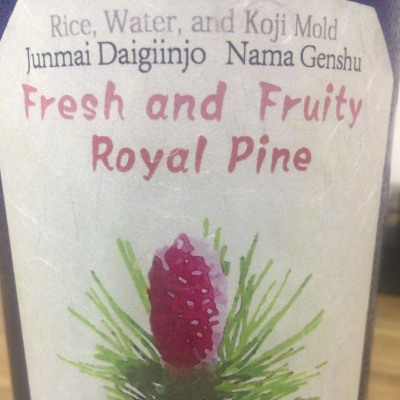 Rice, Water, and Koji Mold
Junmai Daigiinjo Nama Genshu
Fresh and Fruity
Royal Pine